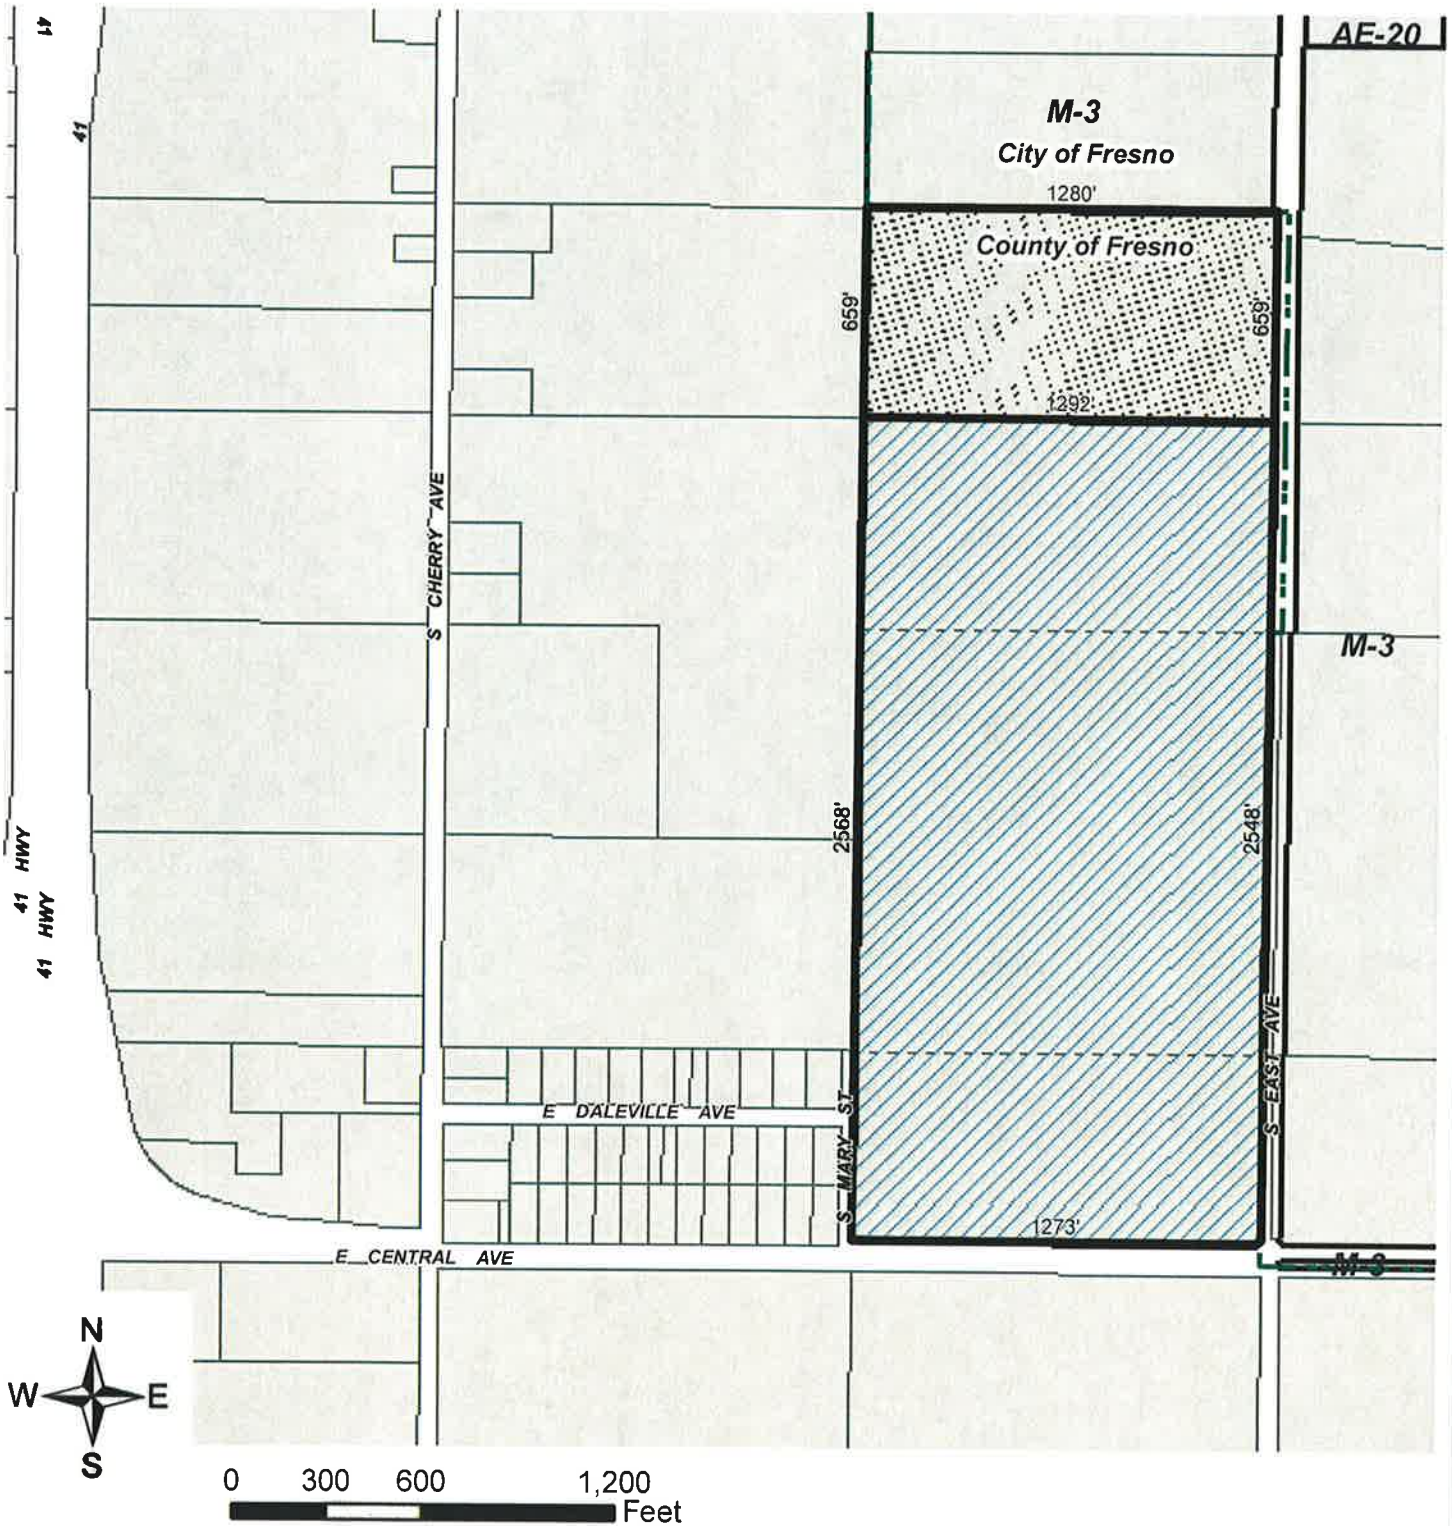 41
AE-20
41
M-3
City of Fresno
1280'
County of Fresno
659'
659'
1292'
S CHERRY AVE
M-3
2568'
2548'
41 HWY
41 HWY
S EAST AVE
E DALEVILLE AVE
S MARY ST
1273'
E CENTRAL AVE
M-3
N
W E
S
0 300 600 1,200
Feet